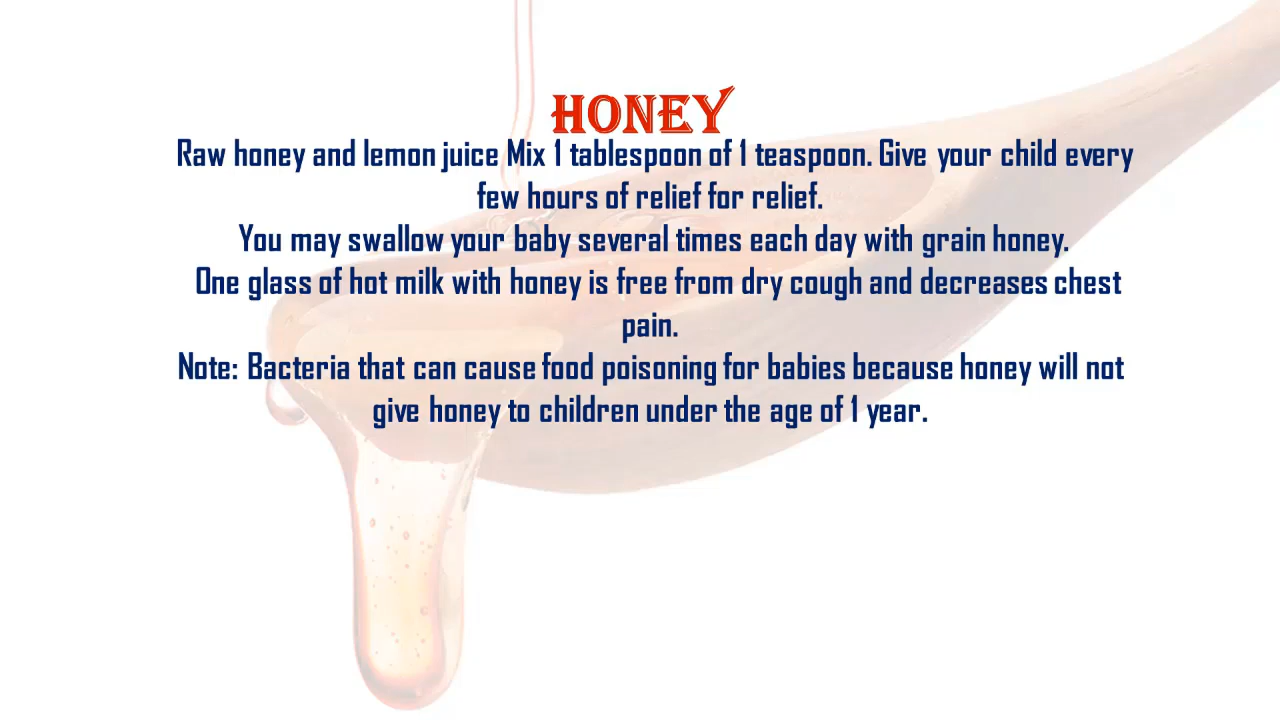 HONEY
Raw honey and lemon juice Mix 1 tablespoon of 1 teaspoon. Give your child every
few hours of relief for relief.
You may swallow your baby several times each day with grain honey.
One glass of hot milk with honey is free from dry cough and decreases chest
pain.
Note: Bacteria that can cause food poisoning for babies because honey will not
give honey to children under the age of 1 year.